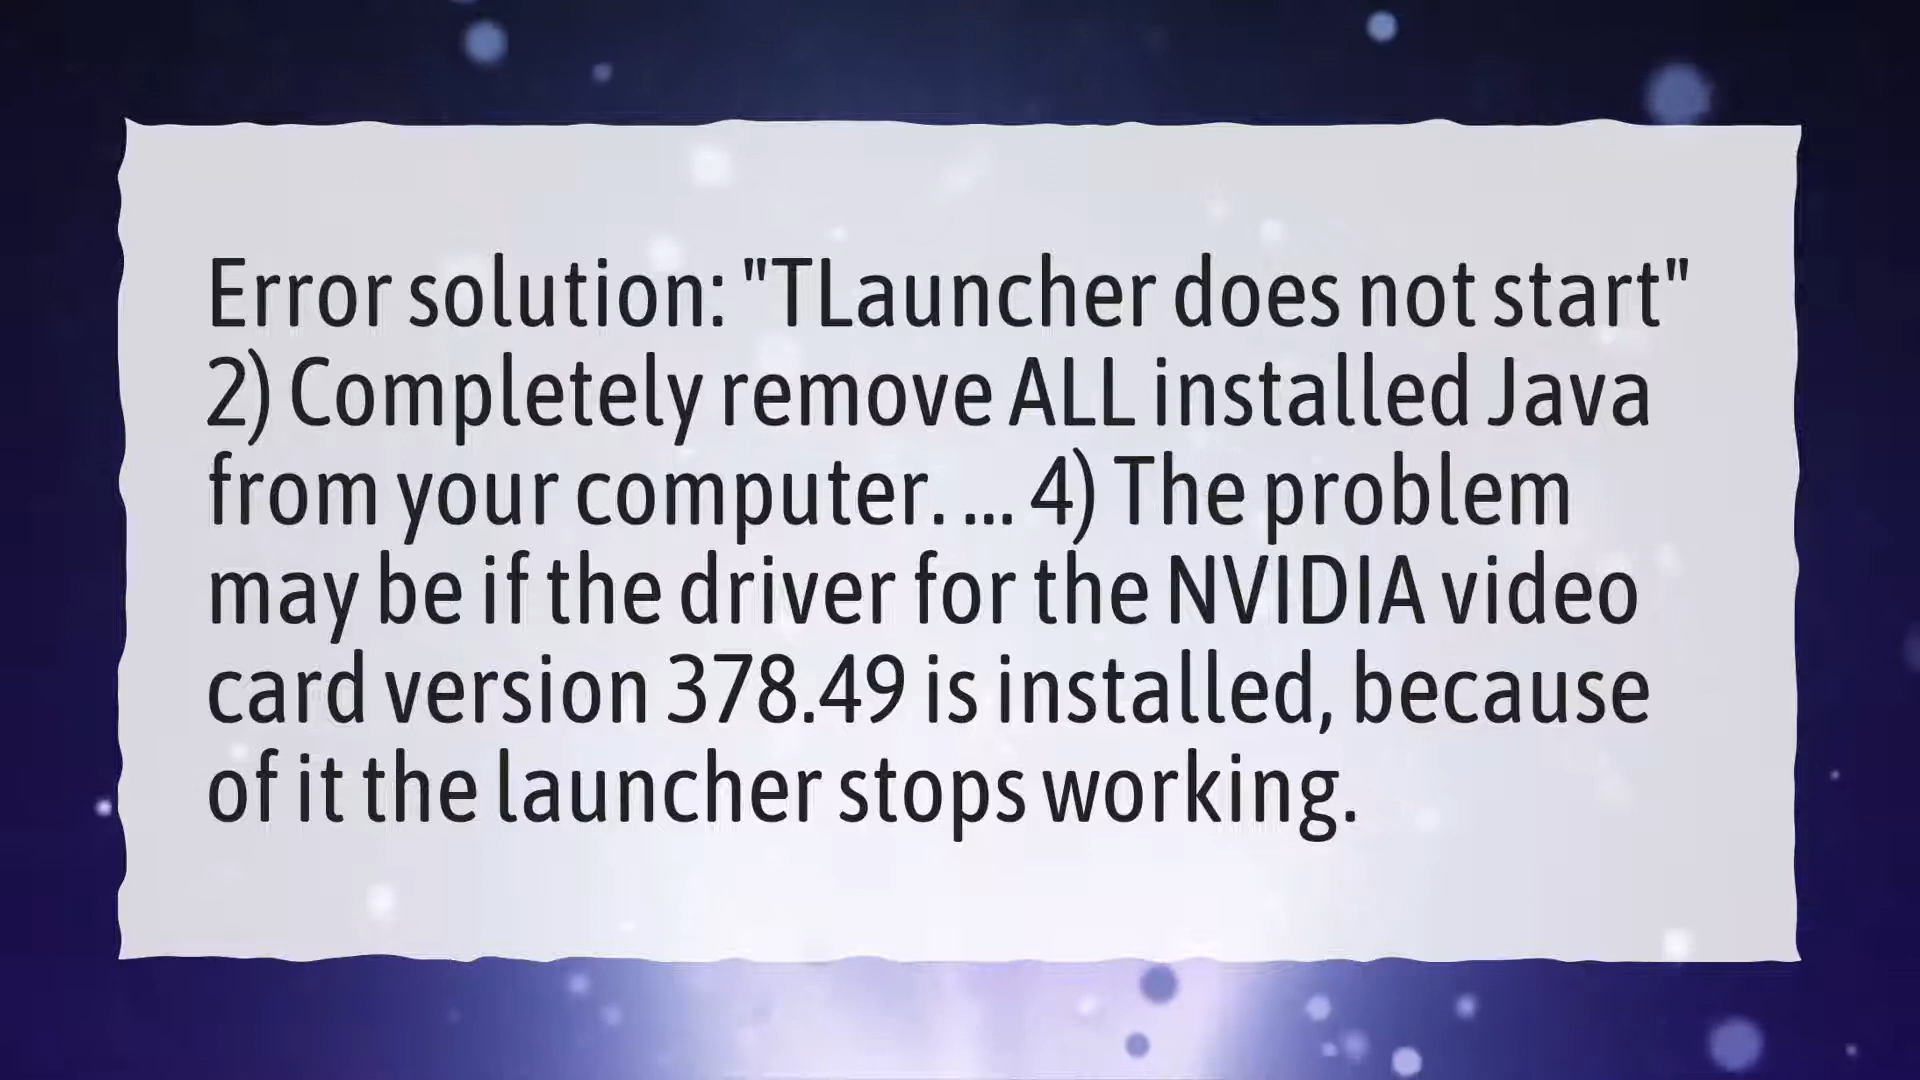 Error solution: "TLauncher does not start"
2) Completely remove ALL installed Java
from your computer. ... 4) The problem
may be if the driver for the NVIDIA video
card version 378.49 is installed, because
of it the launcher stops working.